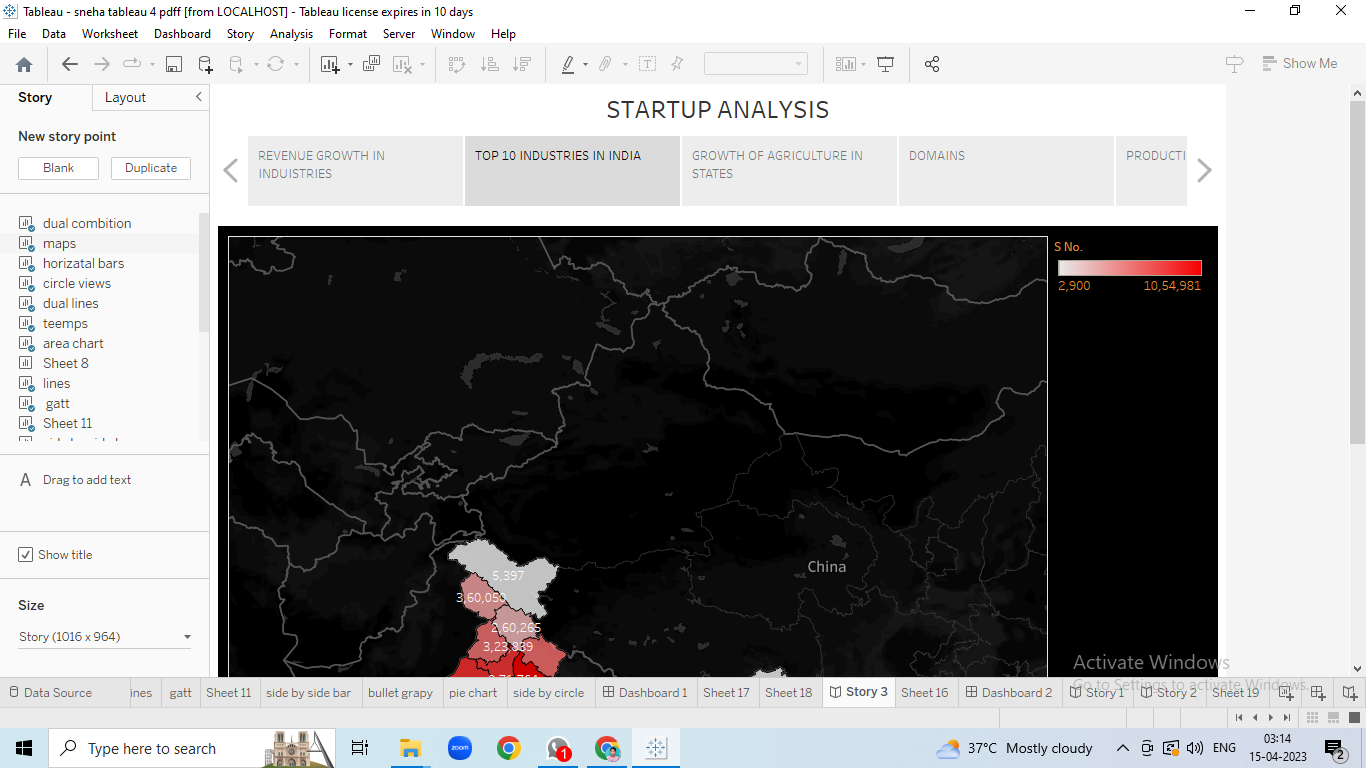 Tableau - sneha tableau 4 pdff [from LOCALHOST] - Tableau license expires in 10 days
File Data Worksheet Dashboard Story Analysis Format Server Window Help
Show Me
Story Layout
New story point
Blank Duplicate
dual combition
maps
horizatal bars
circle views
dual lines
teemps
area chart
Sheet 8
lines
gatt
Sheet 11
A Drag to add text
Show title
Size
Story (1016 x 964)
STARTUP ANALYSIS
REVENUE GROWTH IN
INDUISTRIES
TOP 10 INDUSTRIES IN INDIA
GROWTH OF AGRICULTURE IN
STATES
DOMAINS
PRODUCTI
S No.
2,900 10,54,981
China
5,397
3,60,050
2,60,265
3,23,839
Activate Windows
Go to Settings to activate Windows.
Data Source ines gatt Sheet 11 side by side bar bullet grapy pie chart side by circle Dashboard 1 Sheet 17 Sheet 18 Story 3 Sheet 16 Dashboard 2 Story 1 Story 2 Sheet 19
Type here to search
zoom
1
37°C Mostly cloudy
ENG
03:14
15-04-2023
2